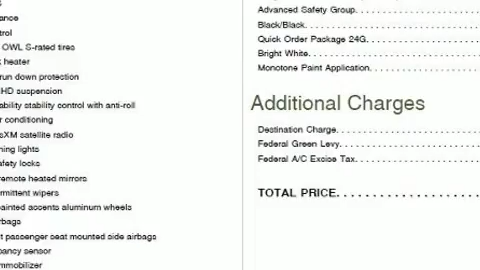 ance
trol
OWL S-rated tires
heater
run down protection
HD suspension
ability stability control with anti-roll
r conditioning
sXM satellite radio
ning lights
afety locks
remote heated mirrors
rmittent wipers
ainted accents aluminum wheels
rbags
t passenger seat mounted side airbags
pancy sensor
mmobilizer
Advanced Safety Group. . . . . . . . . . . . . . . . . . . . . . . . . .
Black/Black. . . . . . . . . . . . . . . . . . . . . . . . . . . . . . . . . . . . .
Quick Order Package 24G. . . . . . . . . . . . . . . . . . . . . . . .
Bright White. . . . . . . . . . . . . . . . . . . . . . . . . . . . . . . . . . . .
Monotone Paint Application. . . . . . . . . . . . . . . . . . . . . . .
Additional Charges
Destination Charge. . . . . . . . . . . . . . . . . . . . . . . . . . . . . .
Federal Green Levy. . . . . . . . . . . . . . . . . . . . . . . . . . . . .
Federal A/C Excise Tax. . . . . . . . . . . . . . . . . . . . . . . . . .
TOTAL PRICE. . . . . . . . . . . . . . . . . . . .